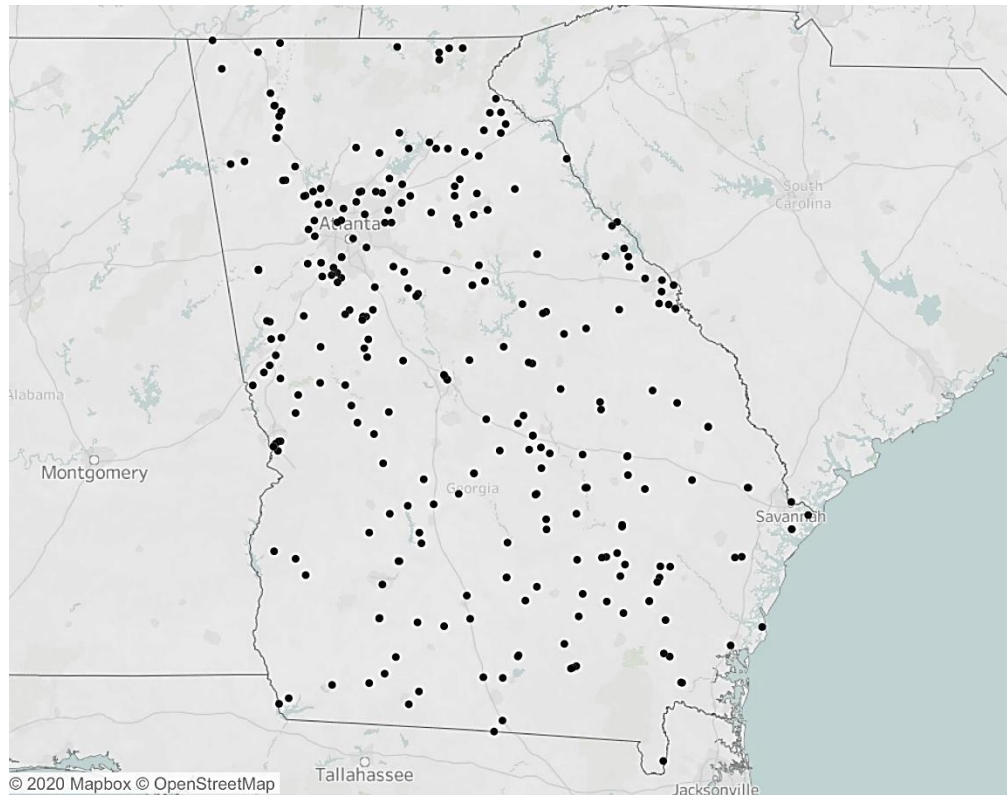 South
Carolina
Atlanta
Alabama
Montgomery
Georgia
Savannah
Tallahassee
Jacksonville
© 2020 Mapbox © OpenStreetMap